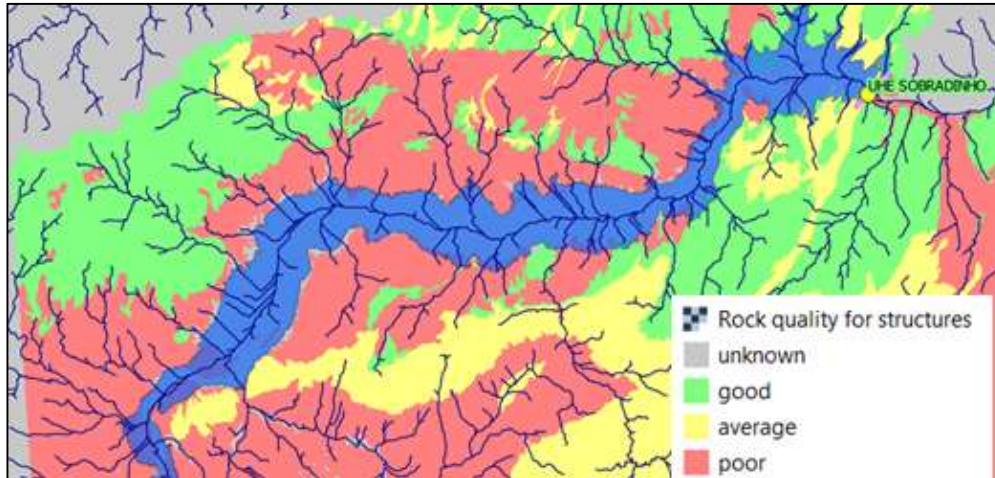 UHE SOBRADINHO
Rock quality for structures
unknown
good
average
poor